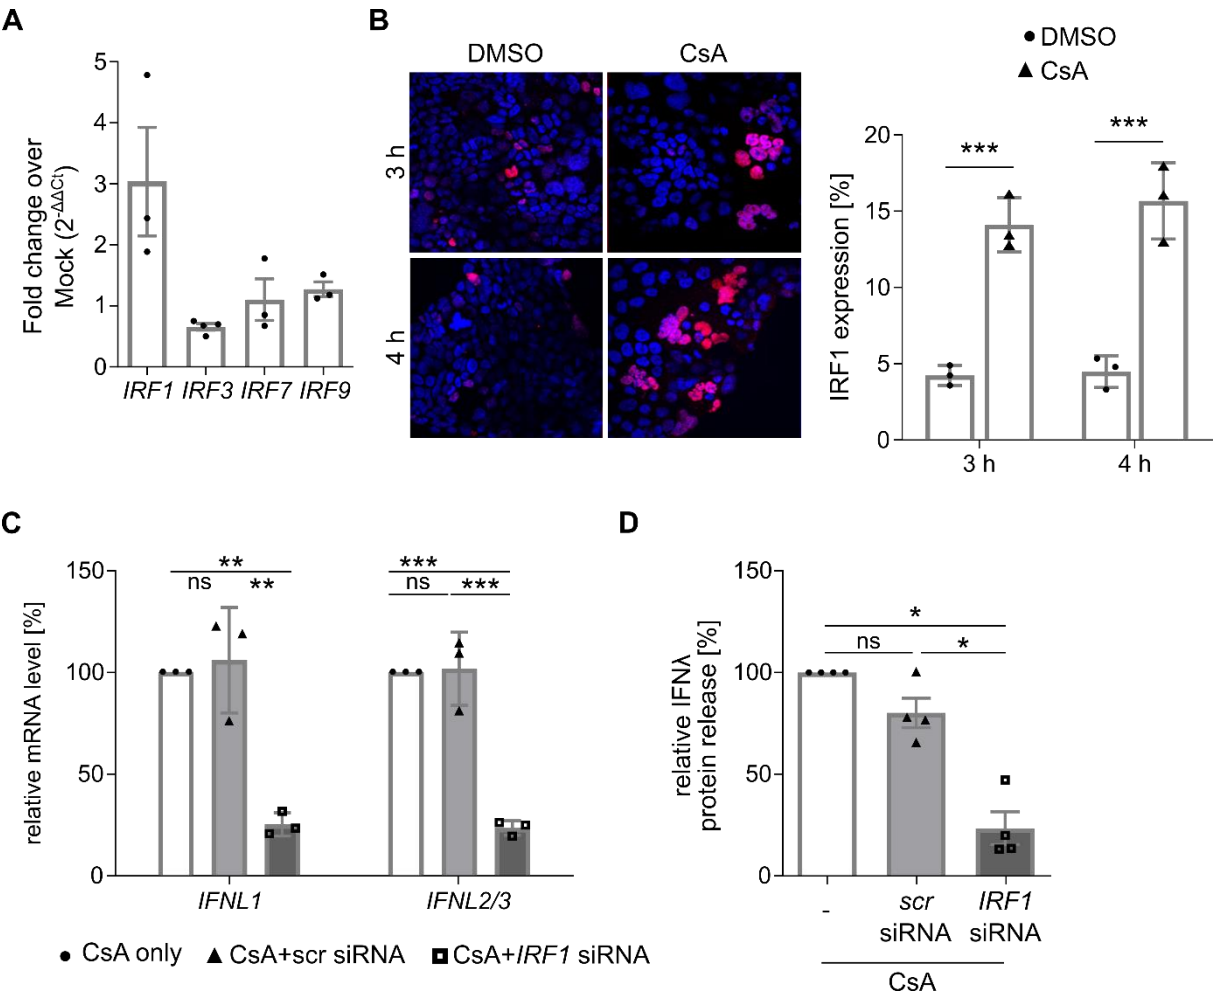 A
Fold change over
Mock (2^-ΔΔCt)
5
4
3
2
1
0
IRF1 IRF3 IRF7 IRF9
B
DMSO CsA
3 h
4 h
DMSO
CsA
IRF1 expression [%]
20
15
10
5
0
*** ***
3 h 4 h
C
relative mRNA level [%]
150
100
50
0
**
ns **
***
ns ***
IFNL1 IFNL2/3
CsA only CsA+scr siRNA CsA+IRF1 siRNA
D
relative IFNλ
protein release [%]
150
100
50
0
*
ns *
- scr IRF1
siRNA siRNA
CsA